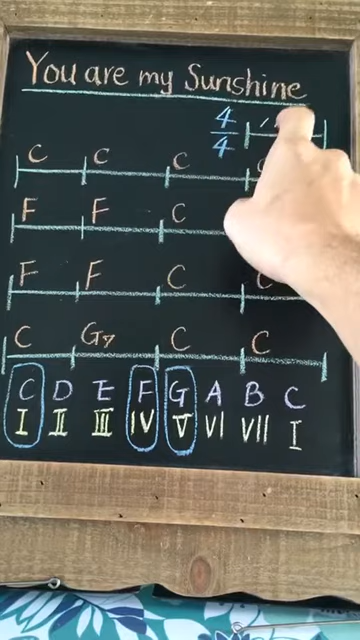 You are my Sunshine
4/4
C C C
F F C
F F C C
C G7 C C
C D E F G A B C
I II III IV V VI VII I